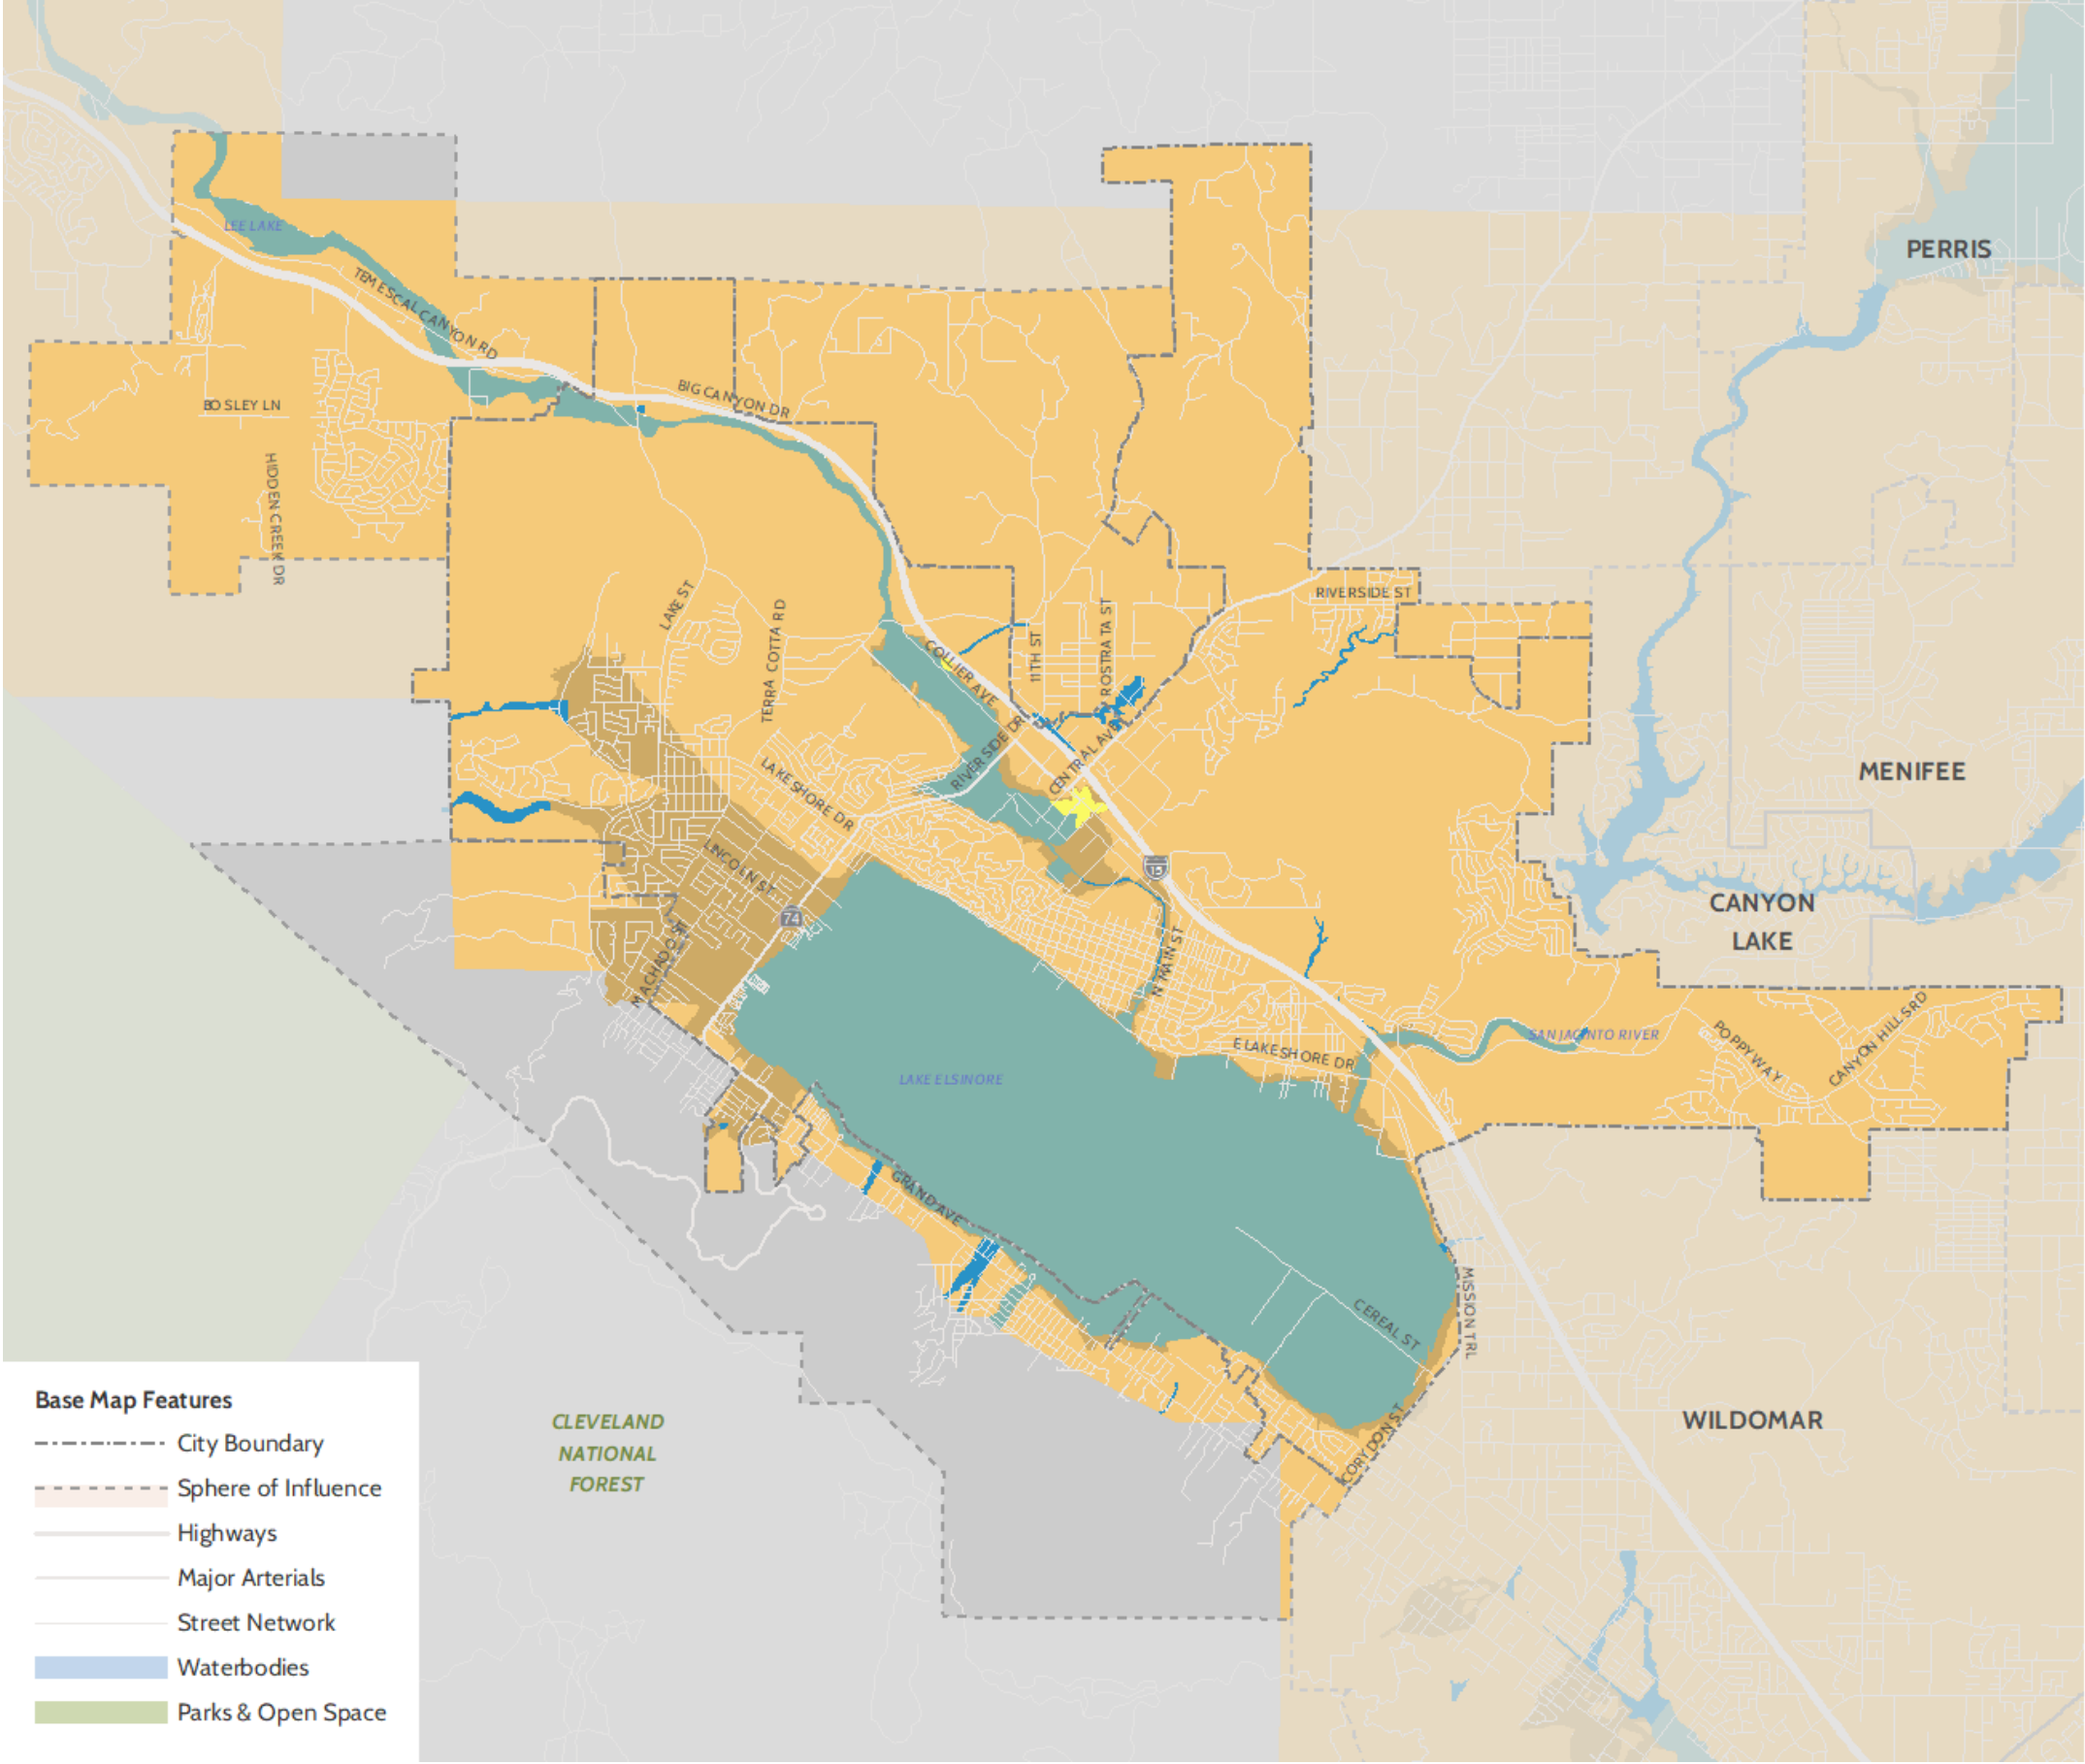 PERRIS
LEE LAKE
TEMESCAL CANYON RD
BIG CANYON DR
BOSLEY LN
HIDDEN CREEK DR
LAKE ST
TERRA COTTA RD
COLLIER AVE
11TH ST
ROSTRATA ST
RIVERSIDE ST
RIVERSIDE DR
CENTRAL AVE
LAKESHORE DR
MENIFEE
LINCOLN ST
15
74
CANYON
LAKE
MACHADO ST
N MAIN ST
E LAKESHORE DR
SAN JACINTO RIVER
POPPY WAY
CANYON HILLS RD
LAKE ELSINORE
GRAND AVE
CEREAL ST
MISSION TRL
CORYDON ST
WILDOMAR
CLEVELAND
NATIONAL
FOREST
Base Map Features
City Boundary
Sphere of Influence
Highways
Major Arterials
Street Network
Waterbodies
Parks & Open Space